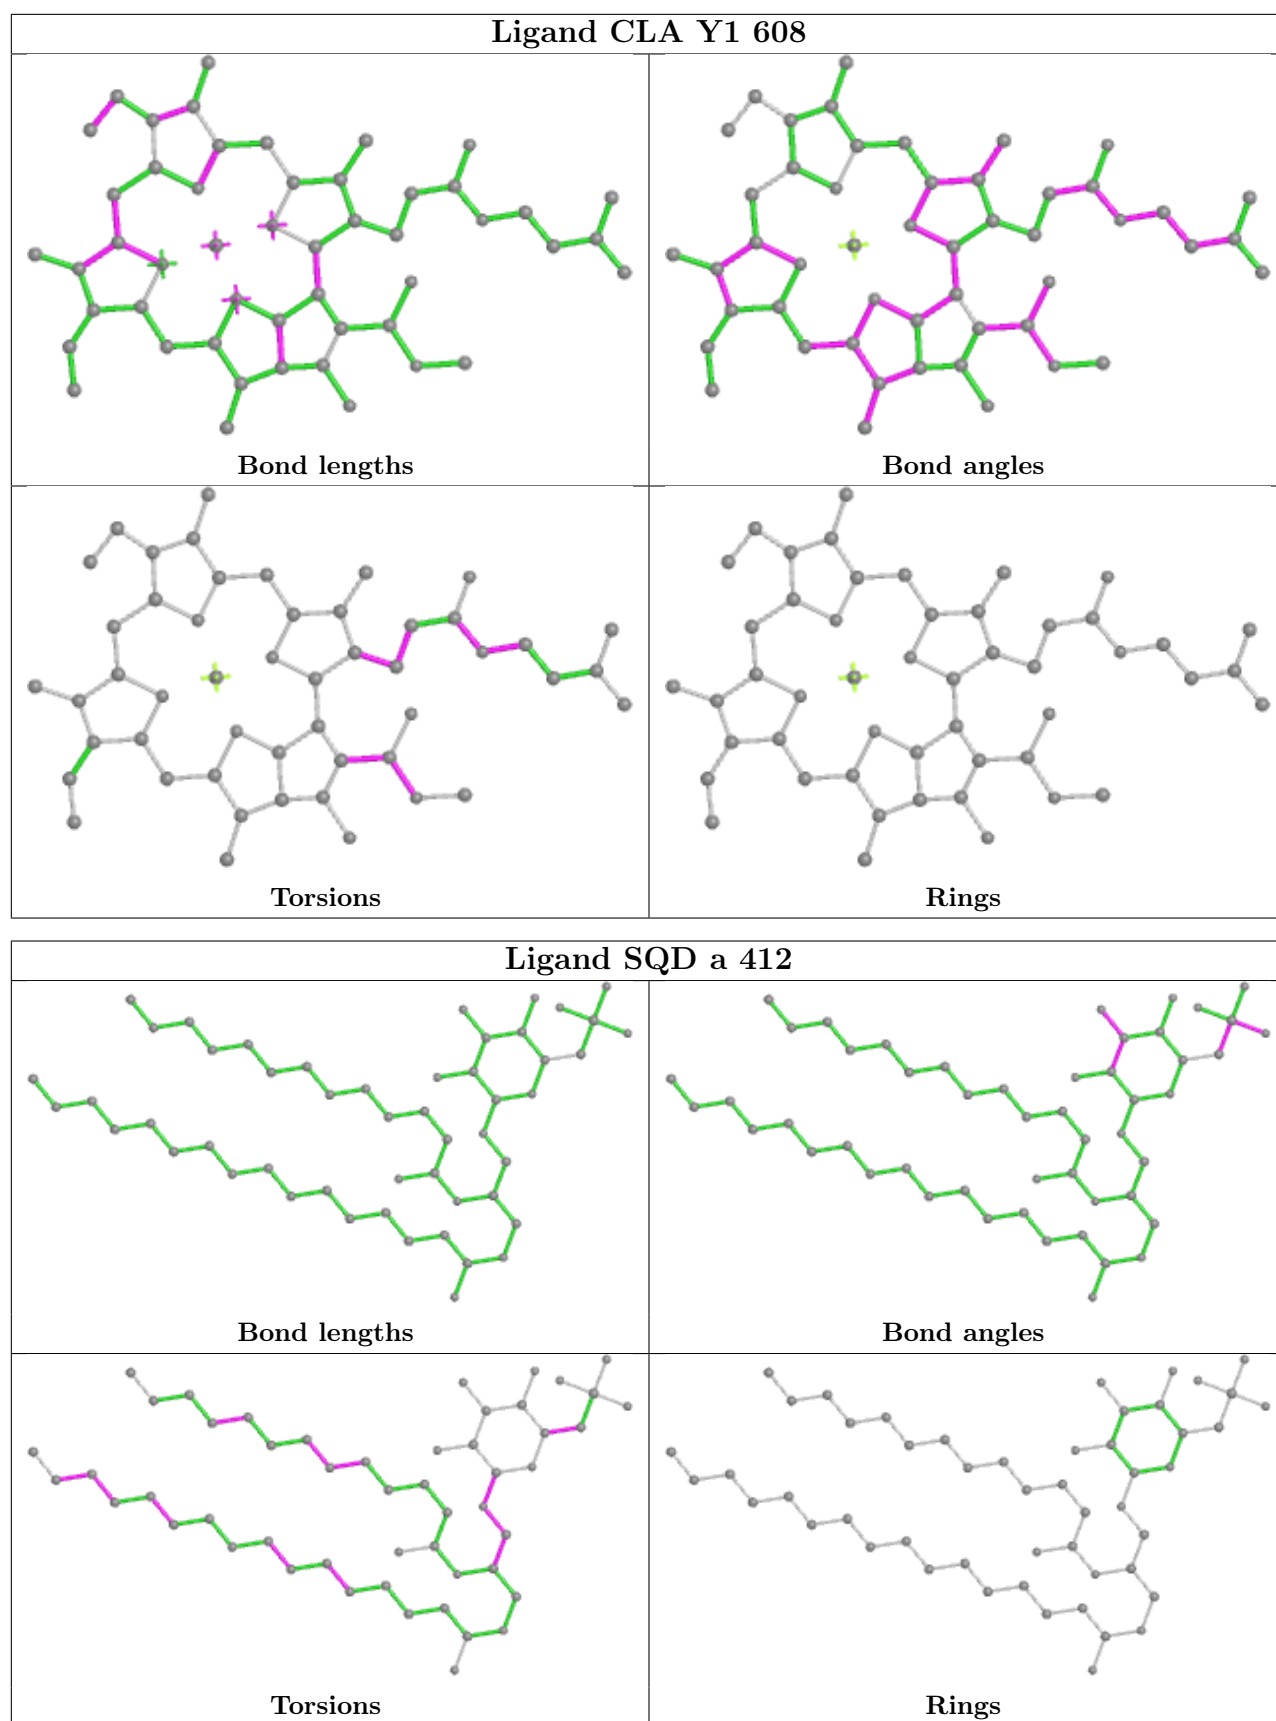 Ligand CLA Y1 608
Bond lengths
Bond angles
Torsions
Rings
Ligand SQD a 412
Bond lengths
Bond angles
Torsions
Rings